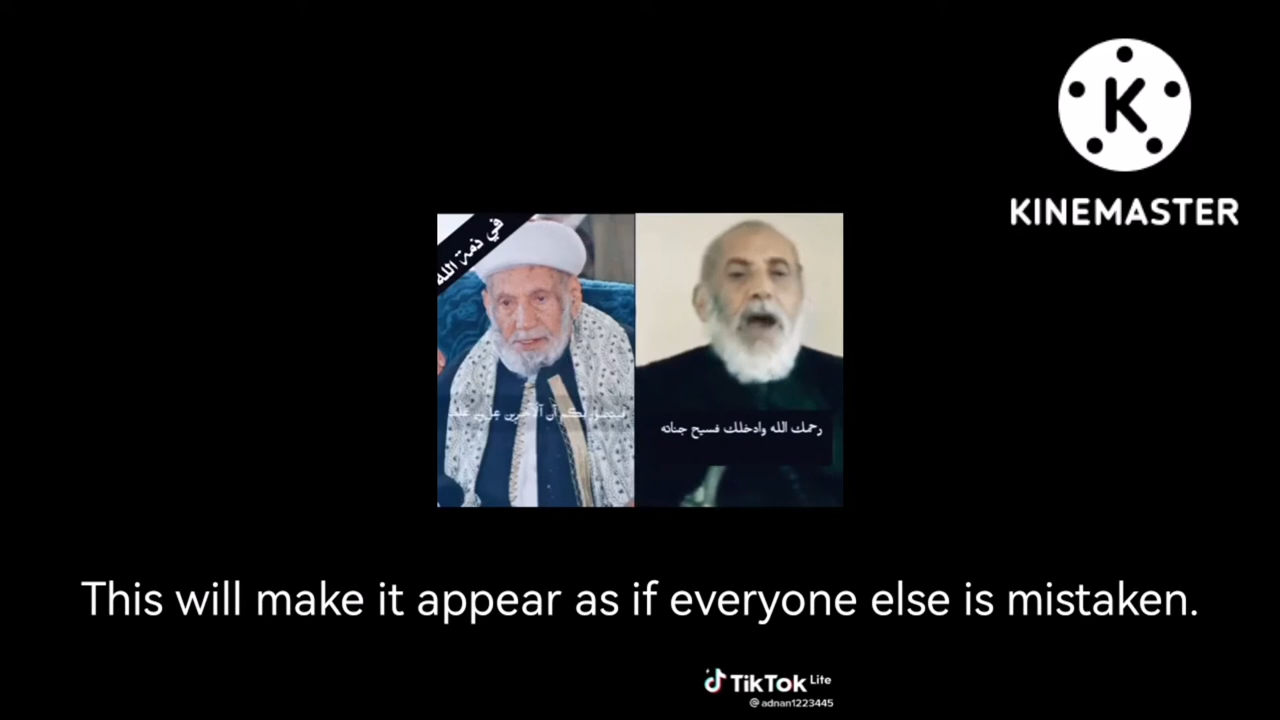 KINEMASTER
في ذمة الله
رحمك الله وادخلك فسيح جناته
This will make it appear as if everyone else is mistaken.
TikTok Lite
@adnan1223445